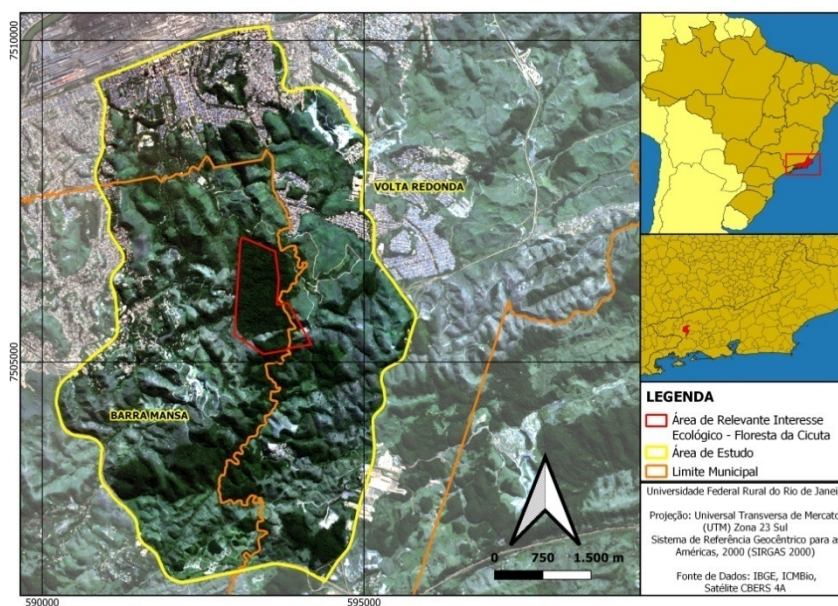 7510000
VOLTA REDONDA
7505000
BARRA MANSA
0 750 1.500 m
590000
595000
LEGENDA
Área de Relevante Interesse
Ecológico - Floresta da Cicuta
Área de Estudo
Limite Municipal
Universidade Federal Rural do Rio de Janei
Projeção: Universal Transversa de Mercato
(UTM) Zona 23 Sul
Sistema de Referência Geocêntrico para a
Américas, 2000 (SIRGAS 2000)
Fonte de Dados: IBGE, ICMBio,
Satélite CBERS 4A